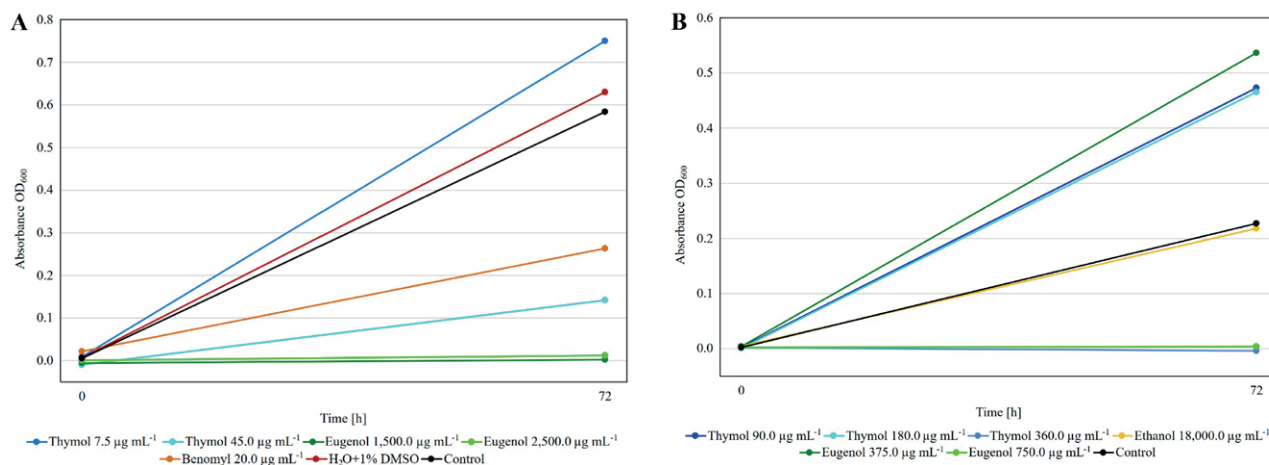 A
0.8
0.7
0.6
0.5
0.4
0.3
0.2
0.1
0.0
Absorbance OD600
0
72
Time [h]
Thymol 7.5 µg mL⁻¹ Thymol 45.0 µg mL⁻¹ Eugenol 1,500.0 µg mL⁻¹ Eugenol 2,500.0 µg mL⁻¹
Benomyl 20.0 µg mL⁻¹ H₂O+1% DMSO Control
B
0.6
0.5
0.4
0.3
0.2
0.1
0.0
Absorbance OD600
0
72
Time [h]
Thymol 90.0 µg mL⁻¹ Thymol 180.0 µg mL⁻¹ Thymol 360.0 µg mL⁻¹ Ethanol 18,000.0 µg mL⁻¹
Eugenol 375.0 µg mL⁻¹ Eugenol 750.0 µg mL⁻¹ Control